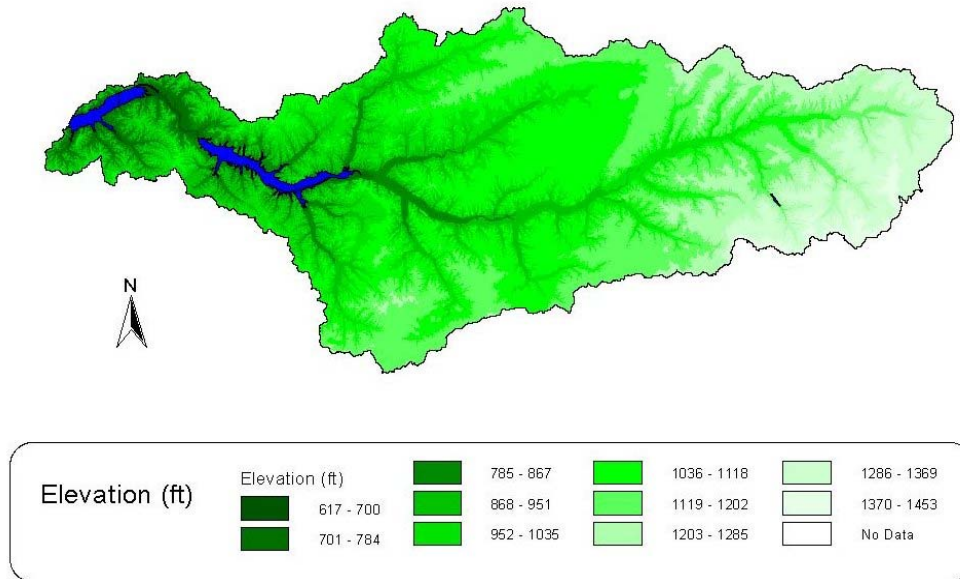 N
Elevation (ft)
Elevation (ft)
617 - 700
701 - 784
785 - 867
868 - 951
952 - 1035
1036 - 1118
1119 - 1202
1203 - 1285
1286 - 1369
1370 - 1453
No Data